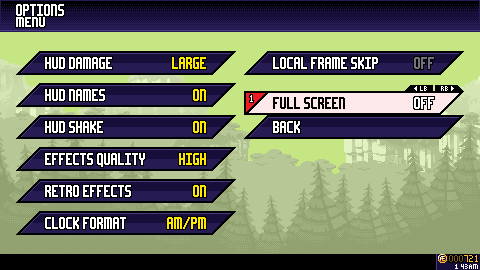 OPTIONS
MENU
HUD DAMAGE LARGE
HUD NAMES ON
HUD SHAKE ON
EFFECTS QUALITY HIGH
RETRO EFFECTS ON
CLOCK FORMAT AM/PM
LOCAL FRAME SKIP OFF
LB RB
1 FULL SCREEN OFF
BACK
000721
1:43AM